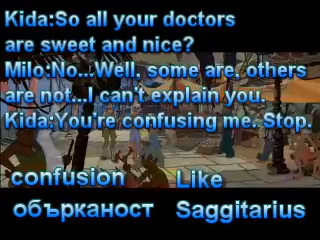 Kida:So all your doctors
are sweet and nice?
Milo:No...Well, some are, others
are not...I can't explain you.
Kida:You're confusing me. Stop.
confusion Like
обърканост Saggitarius